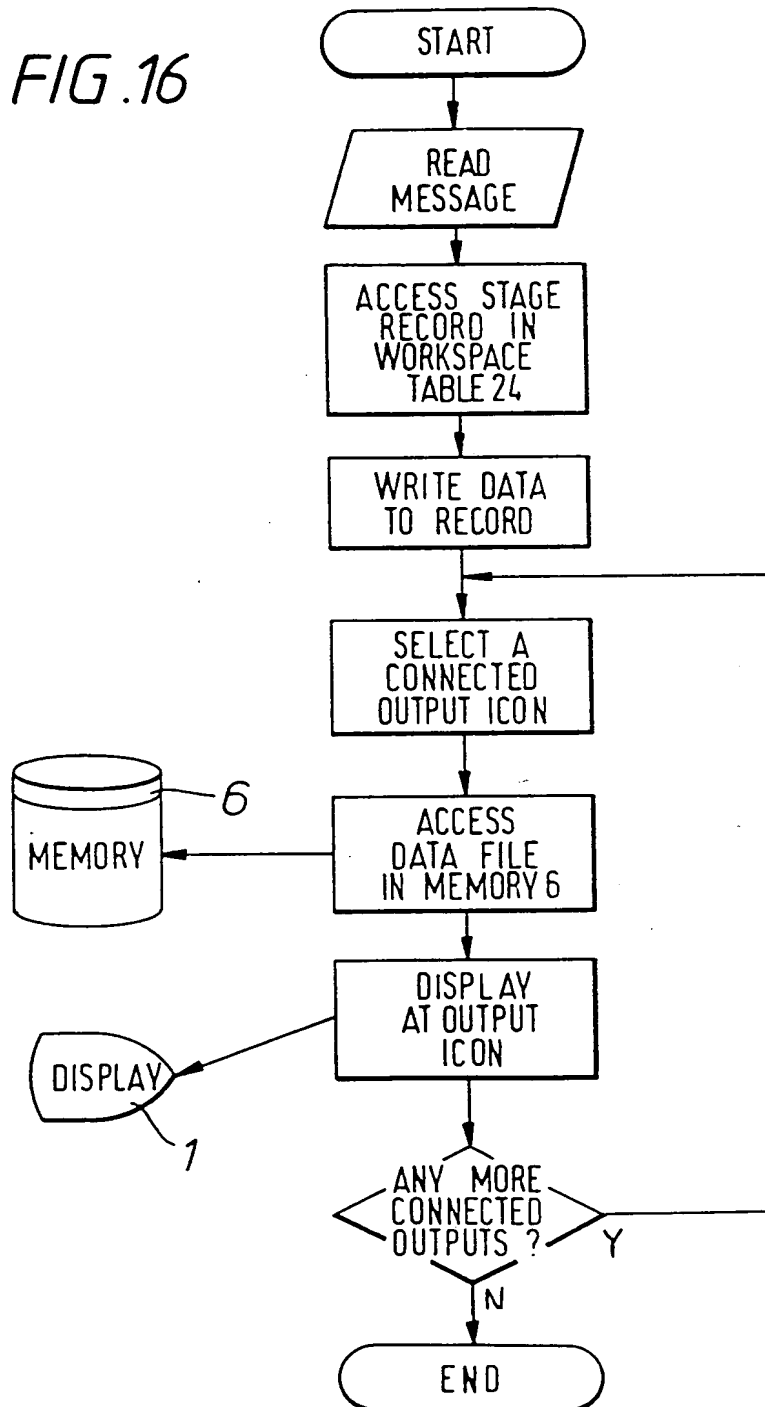 FIG.16
START
READ
MESSAGE
ACCESS STAGE
RECORD IN
WORKSPACE
TABLE 24
WRITE DATA
TO RECORD
SELECT A
CONNECTED
OUTPUT ICON
ACCESS
DATA FILE
IN MEMORY 6
6
MEMORY
DISPLAY
AT OUTPUT
ICON
DISPLAY
1
ANY MORE
CONNECTED
OUTPUTS ?
Y
N
END